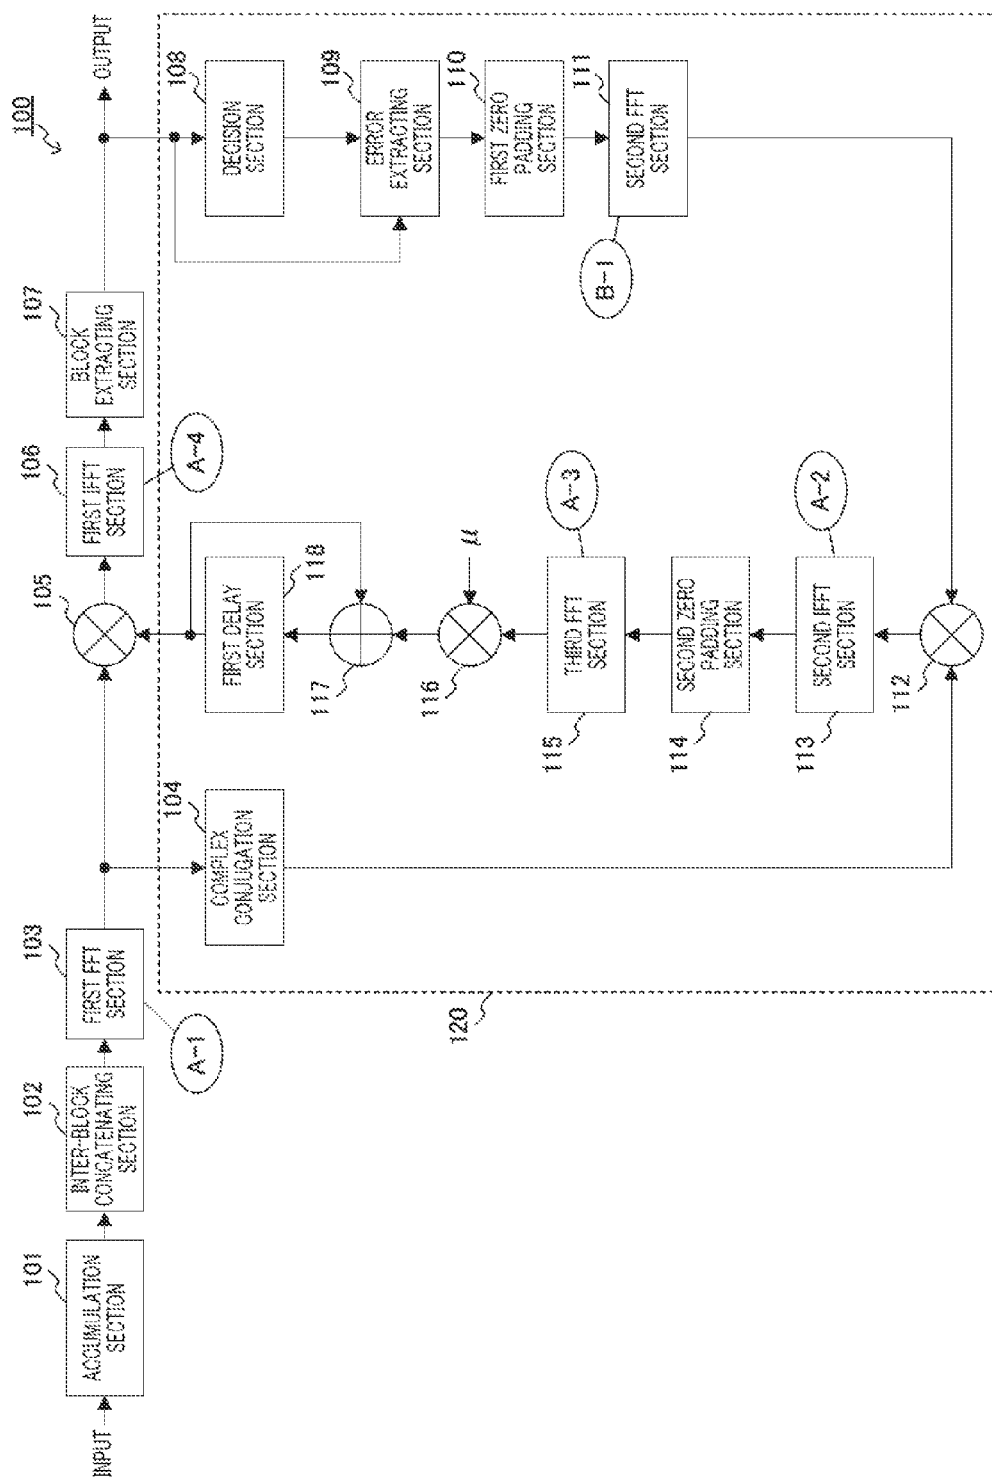 100
INPUT
101
ACCUMULATION
SECTION
102
INTER-BLOCK
CONCATENATING
SECTION
103
FIRST FFT
SECTION
A-1
105
106
FIRST IFFT
SECTION
A-4
107
BLOCK
EXTRACTING
SECTION
OUTPUT
104
COMPLEX
CONJUGATION
SECTION
FIRST DELAY
SECTION
118
117
116
μ
115
THIRD FFT
SECTION
A-3
114
SECOND ZERO
PADDING
SECTION
113
SECOND IFFT
SECTION
A-2
112
108
DECISION
SECTION
109
ERROR
EXTRACTING
SECTION
110
FIRST ZERO
PADDING
SECTION
111
SECOND FFT
SECTION
B-1
120